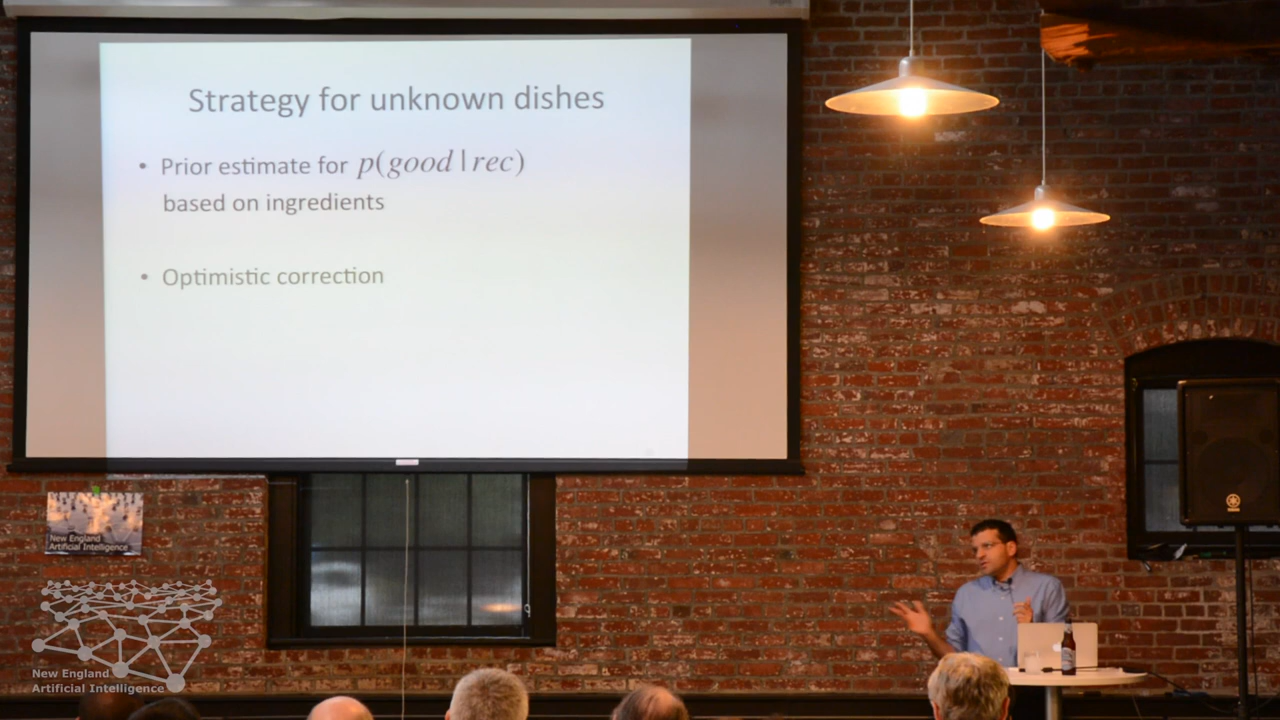 Strategy for unknown dishes
• Prior estimate for p(good | rec)
based on ingredients
• Optimistic correction
New England
Artificial Intelligence
New England
Artificial Intelligence